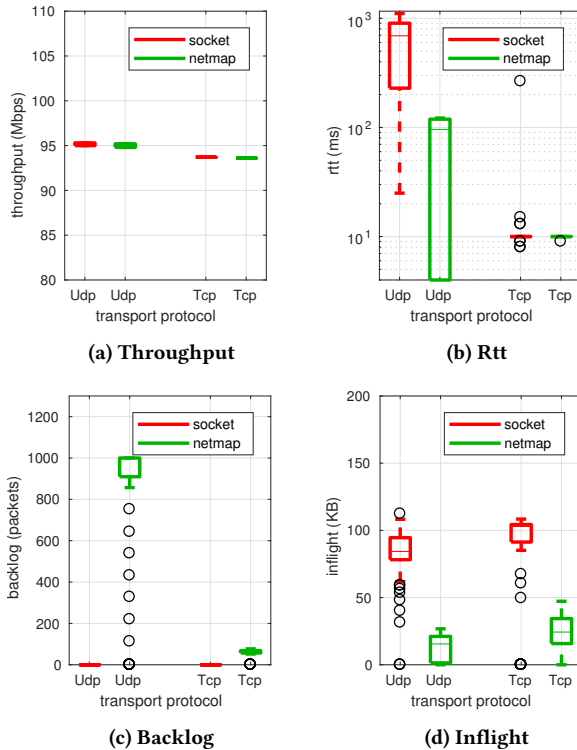 110
105
100
95
90
85
80
throughput (Mbps)
socket
netmap
Udp Udp Tcp Tcp
transport protocol
(a) Throughput
10³
10²
10¹
rtt (ms)
socket
netmap
Udp Udp Tcp Tcp
transport protocol
(b) Rtt
1200
1000
800
600
400
200
0
backlog (packets)
socket
netmap
Udp Udp Tcp Tcp
transport protocol
(c) Backlog
200
150
100
50
0
inflight (KB)
socket
netmap
Udp Udp Tcp Tcp
transport protocol
(d) Inflight